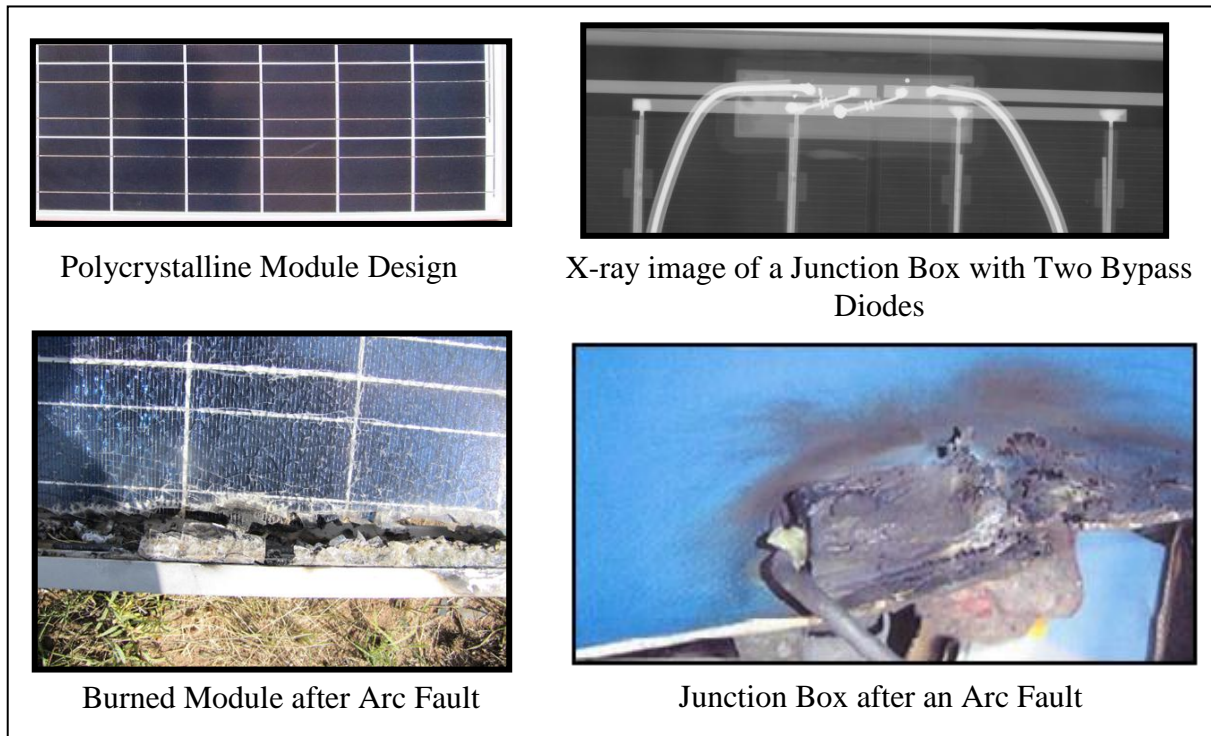 Polycrystalline Module Design
X-ray image of a Junction Box with Two Bypass
Diodes
Burned Module after Arc Fault
Junction Box after an Arc Fault